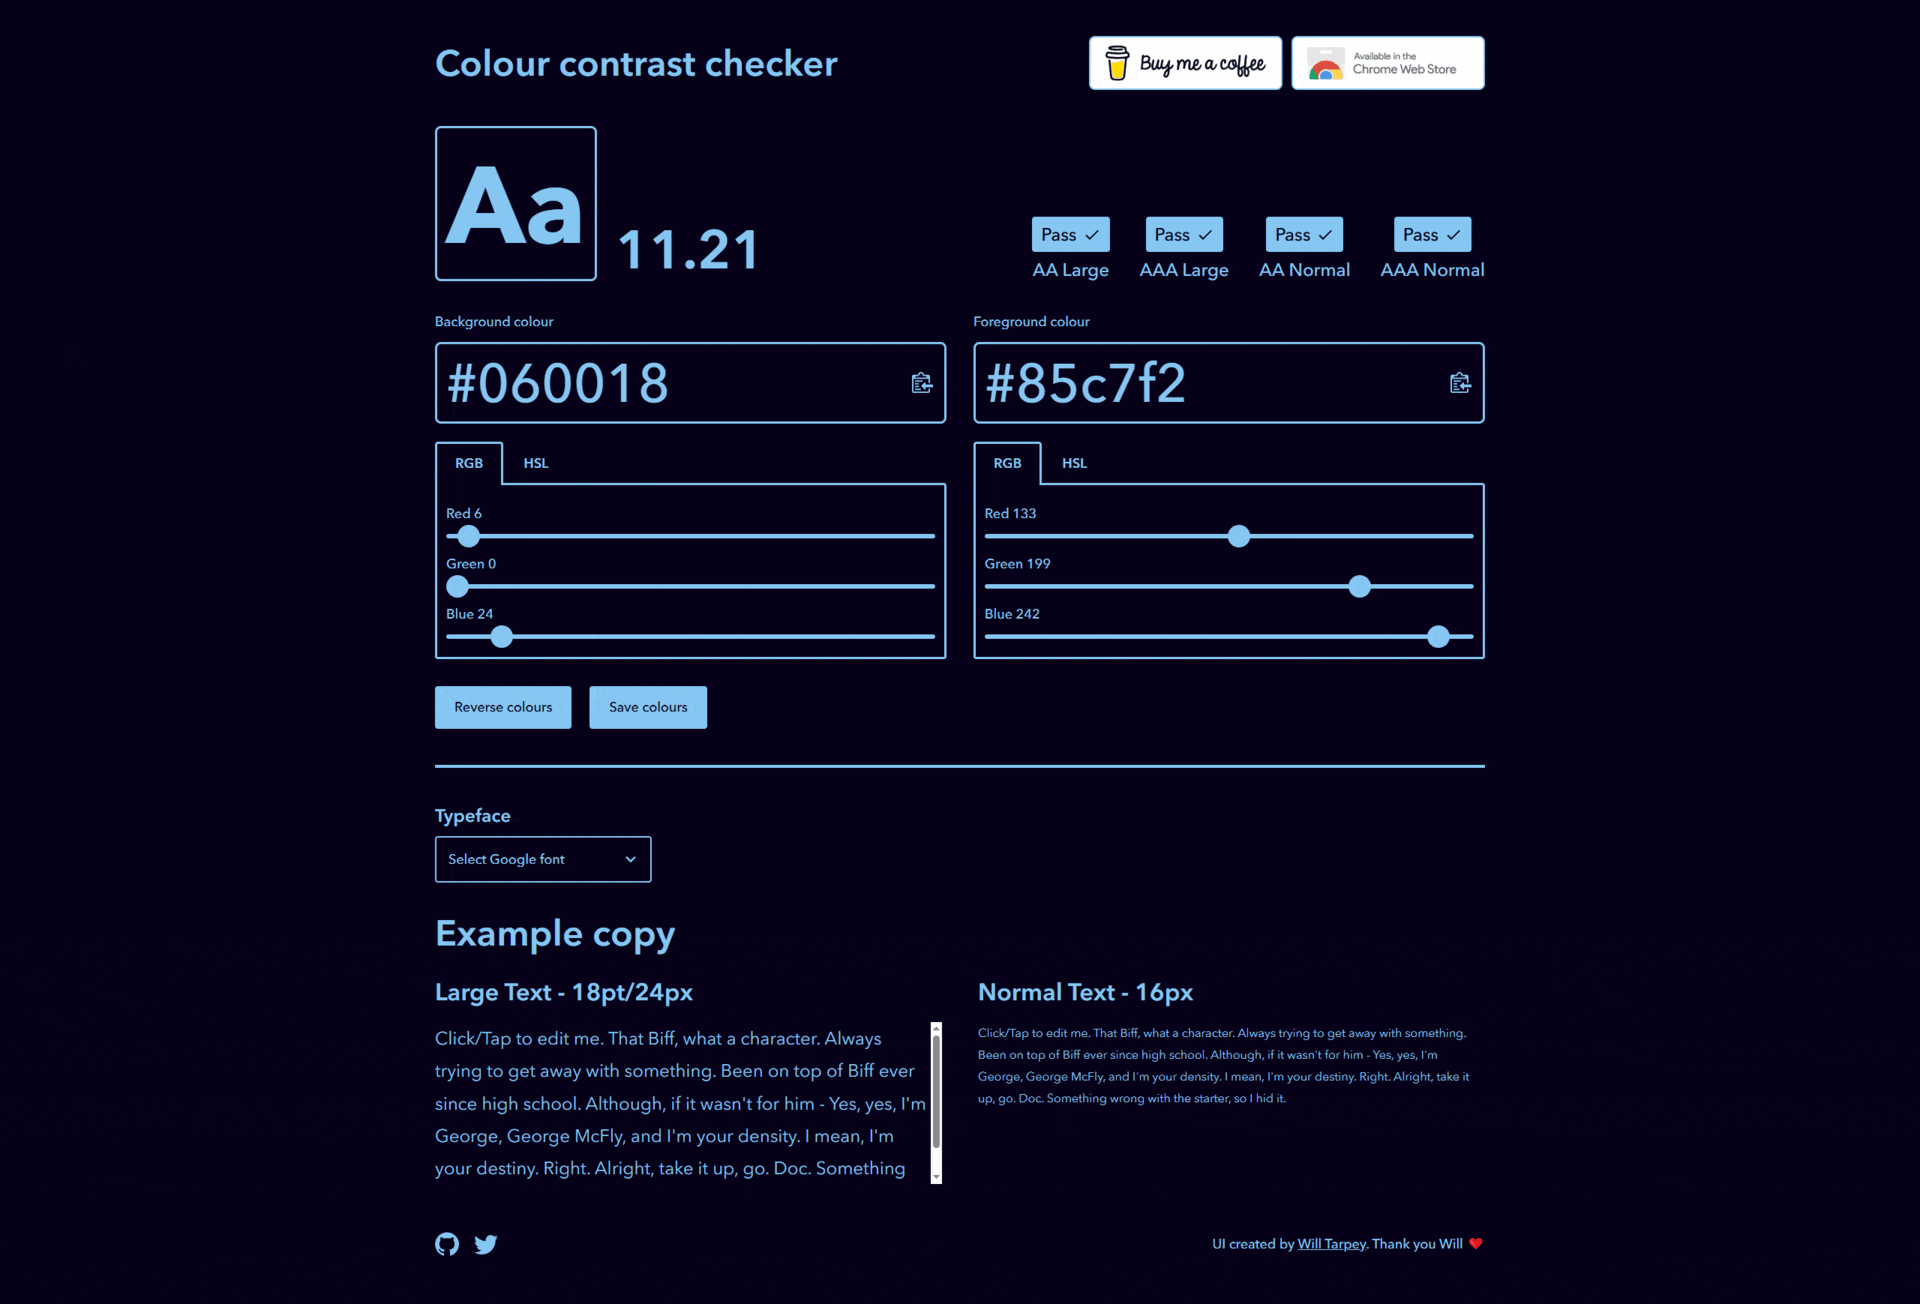 Colour contrast checker
Buy me a coffee
Available in the
Chrome Web Store
Aa
11.21
Pass
AA Large
Pass
AAA Large
Pass
AA Normal
Pass
AAA Normal
Background colour
#060018
RGB
HSL
Red 6
Green 0
Blue 24
Foreground colour
#85c7f2
RGB
HSL
Red 133
Green 199
Blue 242
Reverse colours
Save colours
Typeface
Select Google font
Example copy
Large Text - 18pt/24px
Click/Tap to edit me. That Biff, what a character. Always
trying to get away with something. Been on top of Biff ever
since high school. Although, if it wasn't for him - Yes, yes, I'm
George, George McFly, and I'm your density. I mean, I'm
your destiny. Right. Alright, take it up, go. Doc. Something
Normal Text - 16px
Click/Tap to edit me. That Biff, what a character. Always trying to get away with something.
Been on top of Biff ever since high school. Although, if it wasn't for him - Yes, yes, I'm
George, George McFly, and I'm your density. I mean, I'm your destiny. Right. Alright, take it
up, go. Doc. Something wrong with the starter, so I hid it.
UI created by Will Tarpey. Thank you Will ❤